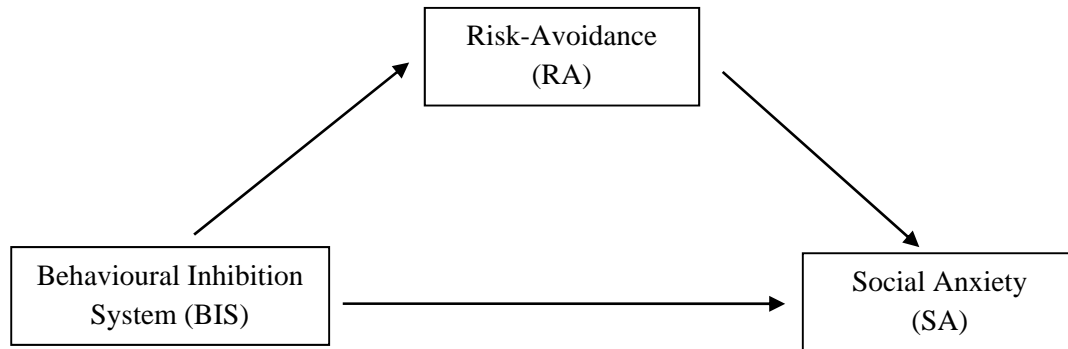 Risk-Avoidance
(RA)
Behavioural Inhibition
System (BIS)
Social Anxiety
(SA)